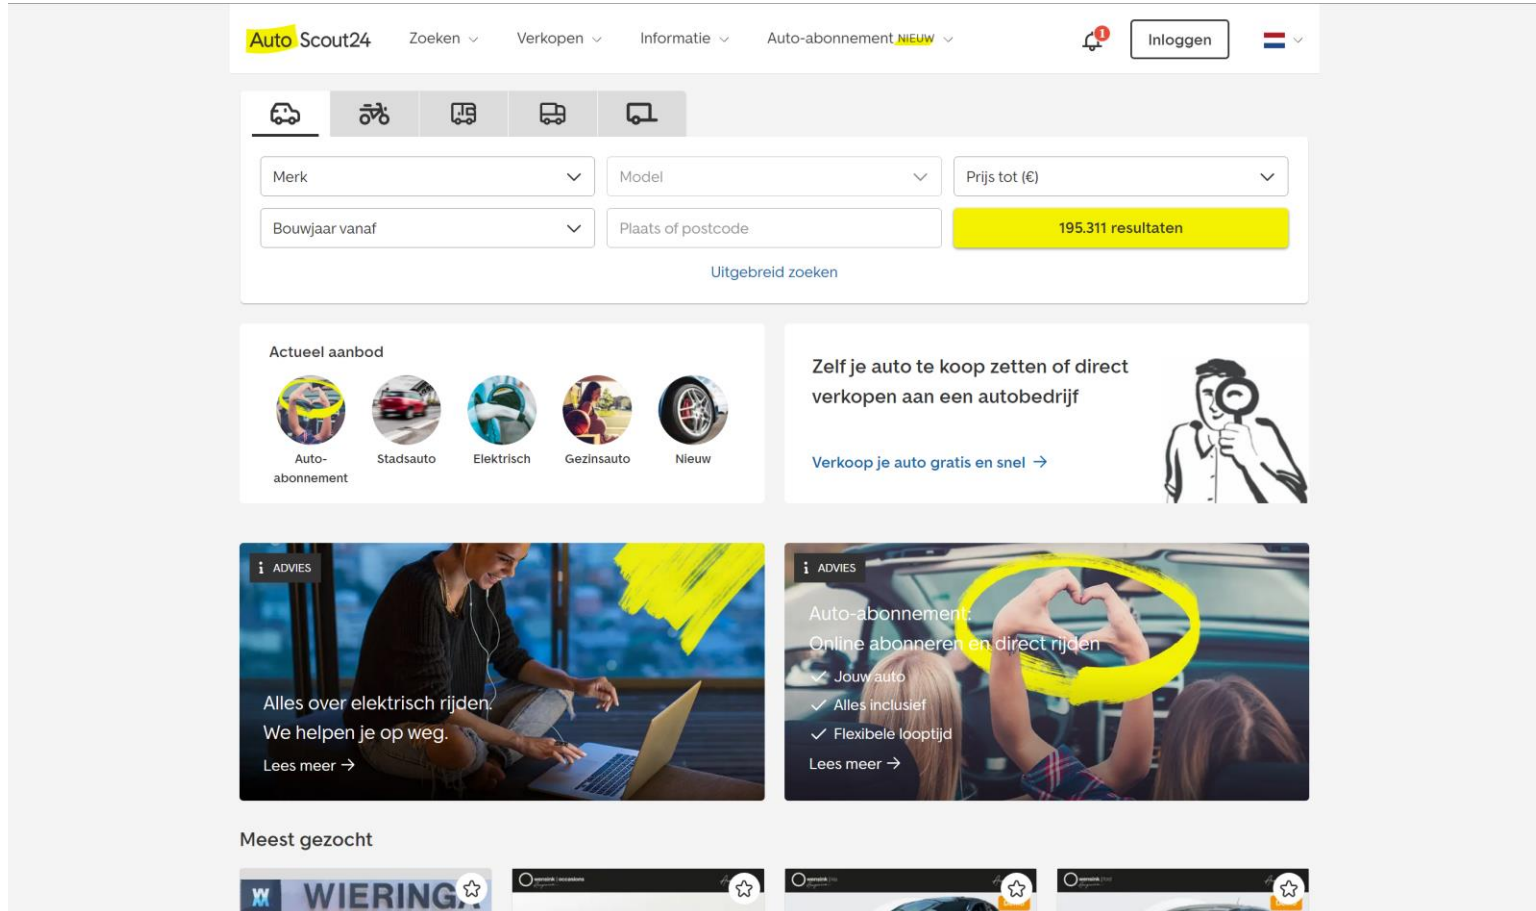 AutoScout24 Zoeken Verkopen Informatie Auto-abonnement NIEUW 1 Inloggen
Merk Model Prijs tot (€)
Bouwjaar vanaf Plaats of postcode 195.311 resultaten
Uitgebreid zoeken
Actueel aanbod
Auto-
abonnement
Stadsauto
Elektrisch
Gezinsauto
Nieuw
Zelf je auto te koop zetten of direct
verkopen aan een autobedrijf
Verkoop je auto gratis en snel
ADVIES
Alles over elektrisch rijden.
We helpen je op weg.
Lees meer
ADVIES
Auto-abonnement:
Online abonneren en direct rijden
Jouw auto
Alles inclusief
Flexibele looptijd
Lees meer
Meest gezocht
WIERINGA
wensink occasions